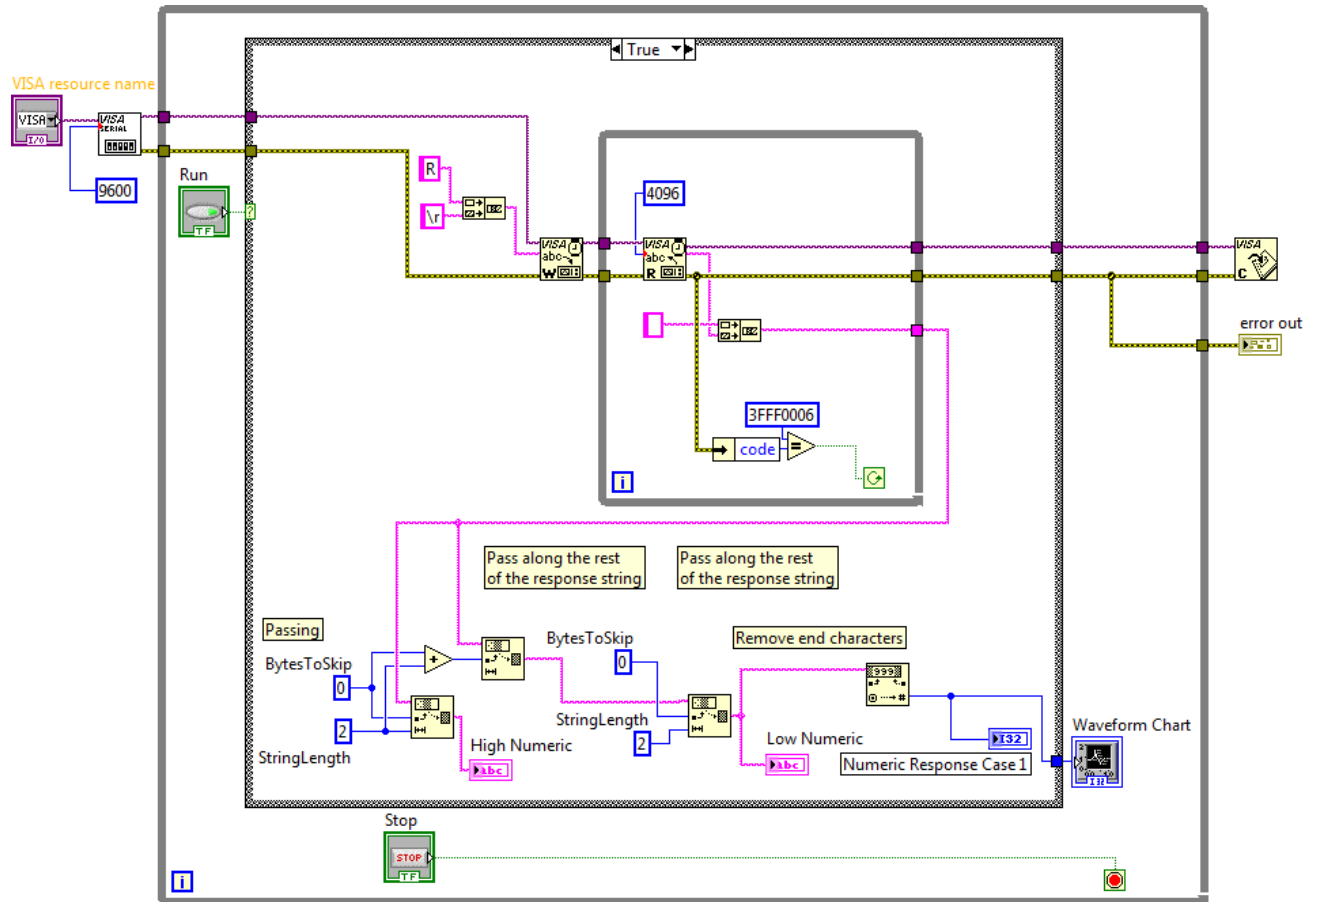 True
VISA resource name
VISA
I/O
VISA
SERIAL
9600
Run
TF
?
R
\r
4096
VISA
abc
W
VISA
abc
R
VISA
C
error out
3FFF0006
code
=
i
Pass along the rest
of the response string
Pass along the rest
of the response string
Passing
BytesToSkip
0
2
StringLength
+
High Numeric
abc
BytesToSkip
0
StringLength
2
Remove end characters
999
#
Low Numeric
abc
I32
Numeric Response Case 1
Waveform Chart
I32
Stop
STOP
TF
i